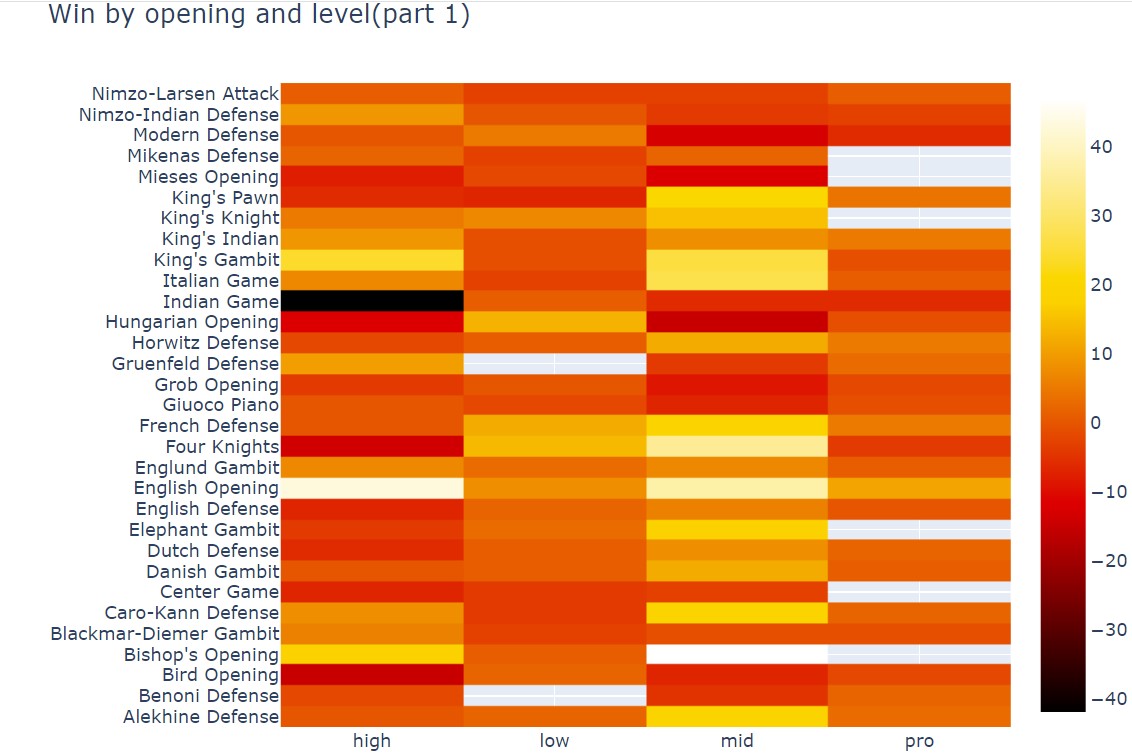 Win by opening and level(part 1)
Nimzo-Larsen Attack
Nimzo-Indian Defense
Modern Defense
Mikenas Defense
Mieses Opening
King's Pawn
King's Knight
King's Indian
King's Gambit
Italian Game
Indian Game
Hungarian Opening
Horwitz Defense
Gruenfeld Defense
Grob Opening
Giuoco Piano
French Defense
Four Knights
Englund Gambit
English Opening
English Defense
Elephant Gambit
Dutch Defense
Danish Gambit
Center Game
Caro-Kann Defense
Blackmar-Diemer Gambit
Bishop's Opening
Bird Opening
Benoni Defense
Alekhine Defense
high low mid pro
40
30
20
10
0
−10
−20
−30
−40